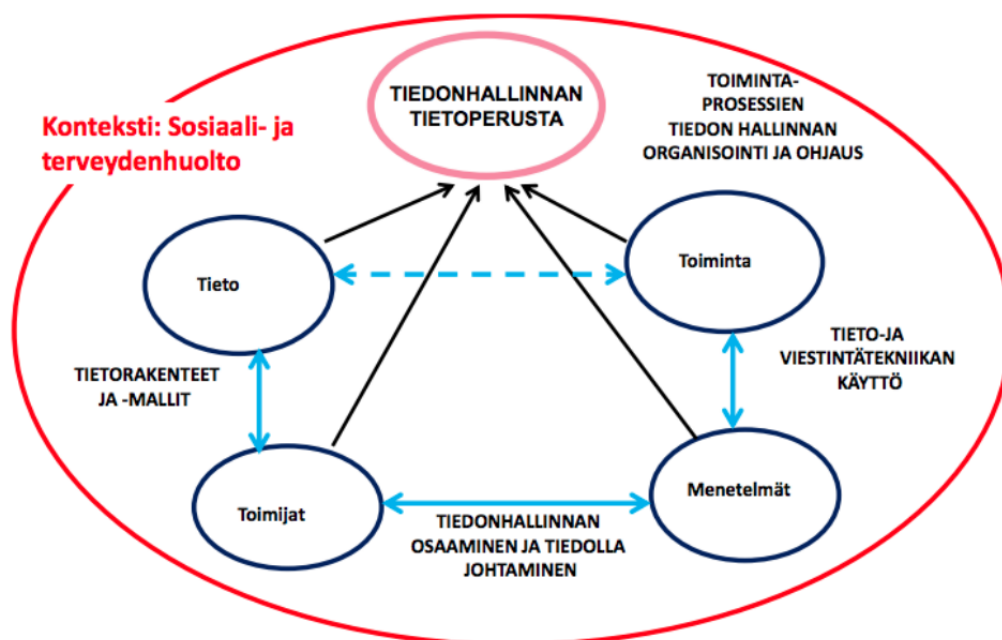 TIEDONHALLINNAN
TIETOPERUSTA
TOIMINTA-
PROSESSIEN
TIEDON HALLINNAN
ORGANISOINTI JA OHJAUS
Konteksti: Sosiaali- ja
terveydenhuolto
Tieto
Toiminta
TIETORAKENTEET
JA -MALLIT
TIETO-JA
VIESTINTÄTEKNIIKAN
KÄYTTÖ
Toimijat
Menetelmät
TIEDONHALLINNAN
OSAAMINEN JA TIEDOLLA
JOHTAMINEN